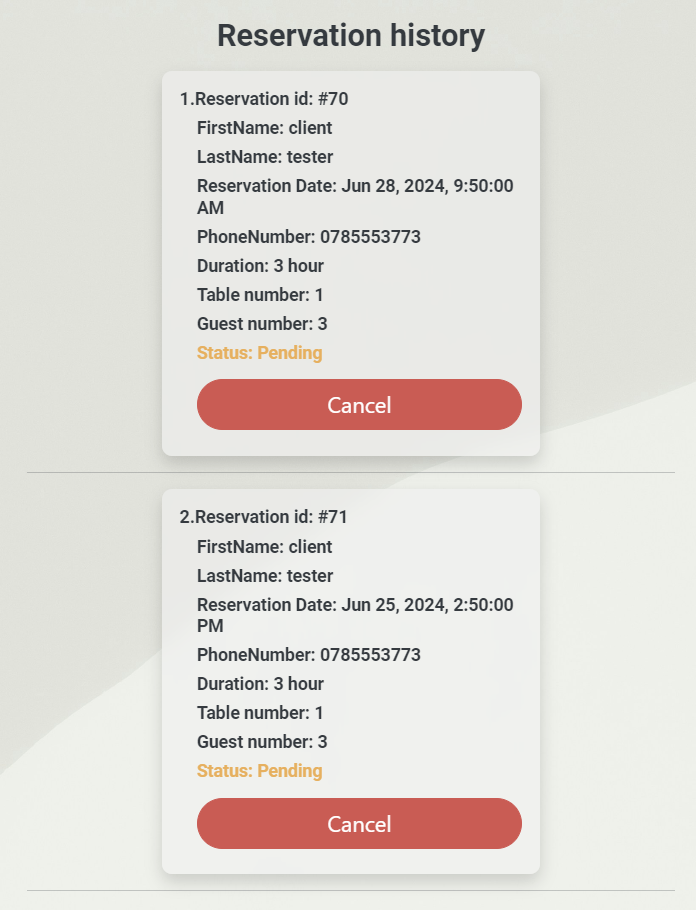 Reservation history
1.Reservation id: #70
FirstName: client
LastName: tester
Reservation Date: Jun 28, 2024, 9:50:00
AM
PhoneNumber: 0785553773
Duration: 3 hour
Table number: 1
Guest number: 3
Status: Pending
Cancel
2.Reservation id: #71
FirstName: client
LastName: tester
Reservation Date: Jun 25, 2024, 2:50:00
PM
PhoneNumber: 0785553773
Duration: 3 hour
Table number: 1
Guest number: 3
Status: Pending
Cancel